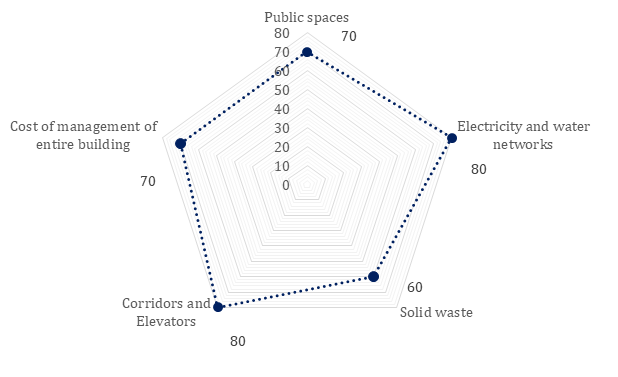 Public spaces
80
70
70
60
50
40
30
20
10
0
Electricity and water
networks
80
60
Solid waste
Corridors and
Elevators
80
Cost of management of
entire building
70